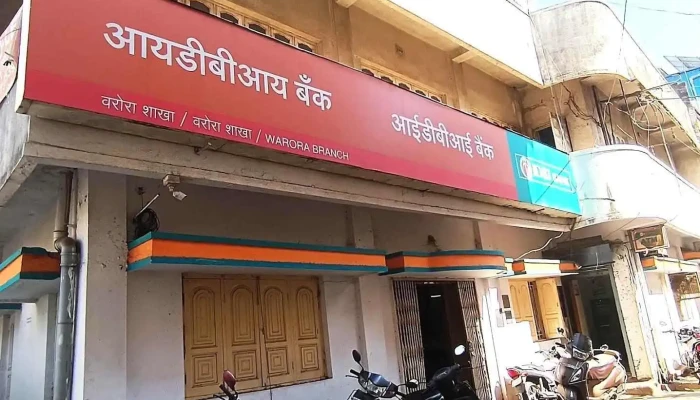 आयडीबीआय बँक
आईडीबीआई बैंक
वरोरा शाखा / वरोरा शाखा / WARORA BRANCH